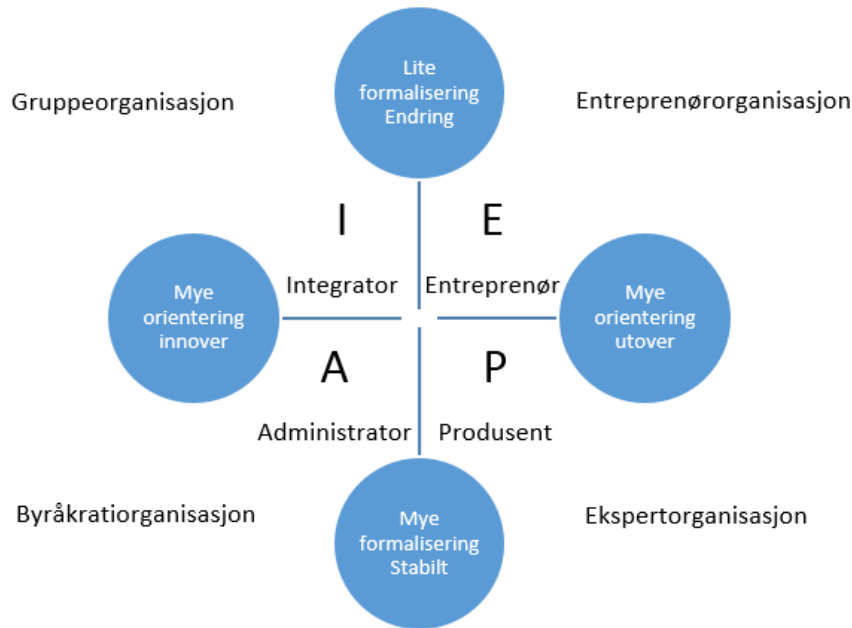 Lite
formalisering
Endring
Gruppeorganisasjon
Entreprenørorganisasjon
I
E
Integrator
Entreprenør
Mye
orientering
innover
Mye
orientering
utover
A
P
Administrator
Produsent
Byråkratiorganisasjon
Ekspertorganisasjon
Mye
formalisering
Stabilt